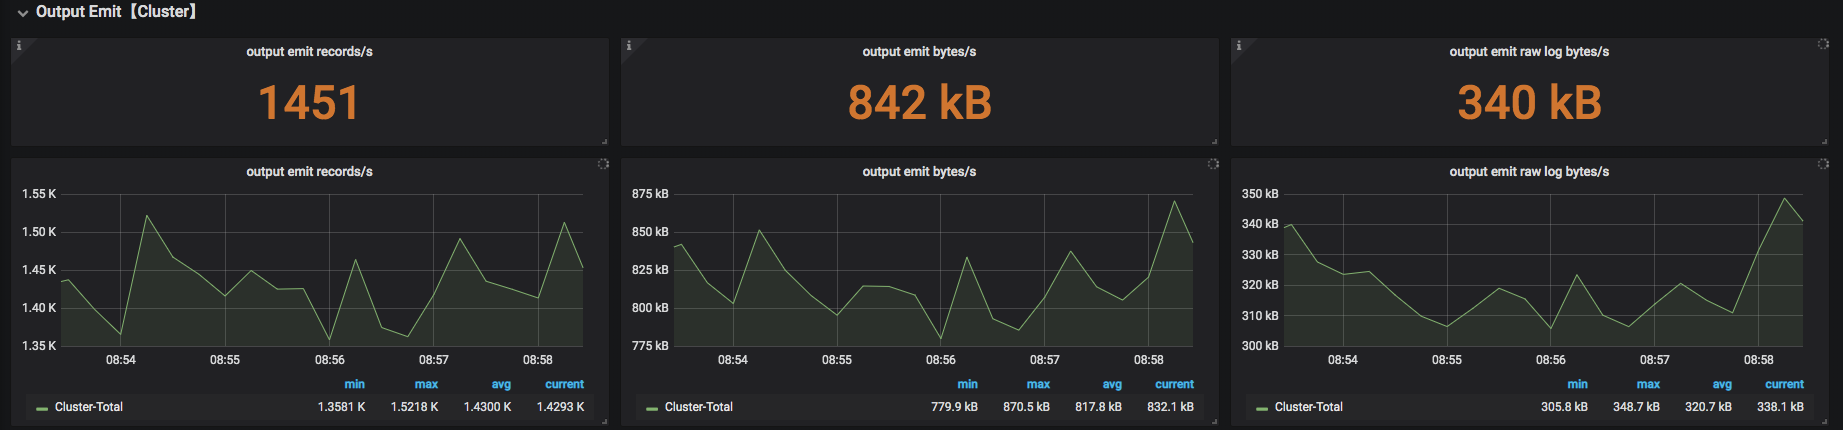 Output Emit【Cluster】
output emit records/s
1451
output emit bytes/s
842 kB
output emit raw log bytes/s
340 kB
output emit records/s
1.55 K
1.50 K
1.45 K
1.40 K
1.35 K
08:54 08:55 08:56 08:57 08:58
min max avg current
Cluster-Total 1.3581 K 1.5218 K 1.4300 K 1.4293 K
output emit bytes/s
875 kB
850 kB
825 kB
800 kB
775 kB
08:54 08:55 08:56 08:57 08:58
min max avg current
Cluster-Total 779.9 kB 870.5 kB 817.8 kB 832.1 kB
output emit raw log bytes/s
350 kB
340 kB
330 kB
320 kB
310 kB
300 kB
08:54 08:55 08:56 08:57 08:58
min max avg current
Cluster-Total 305.8 kB 348.7 kB 320.7 kB 338.1 kB